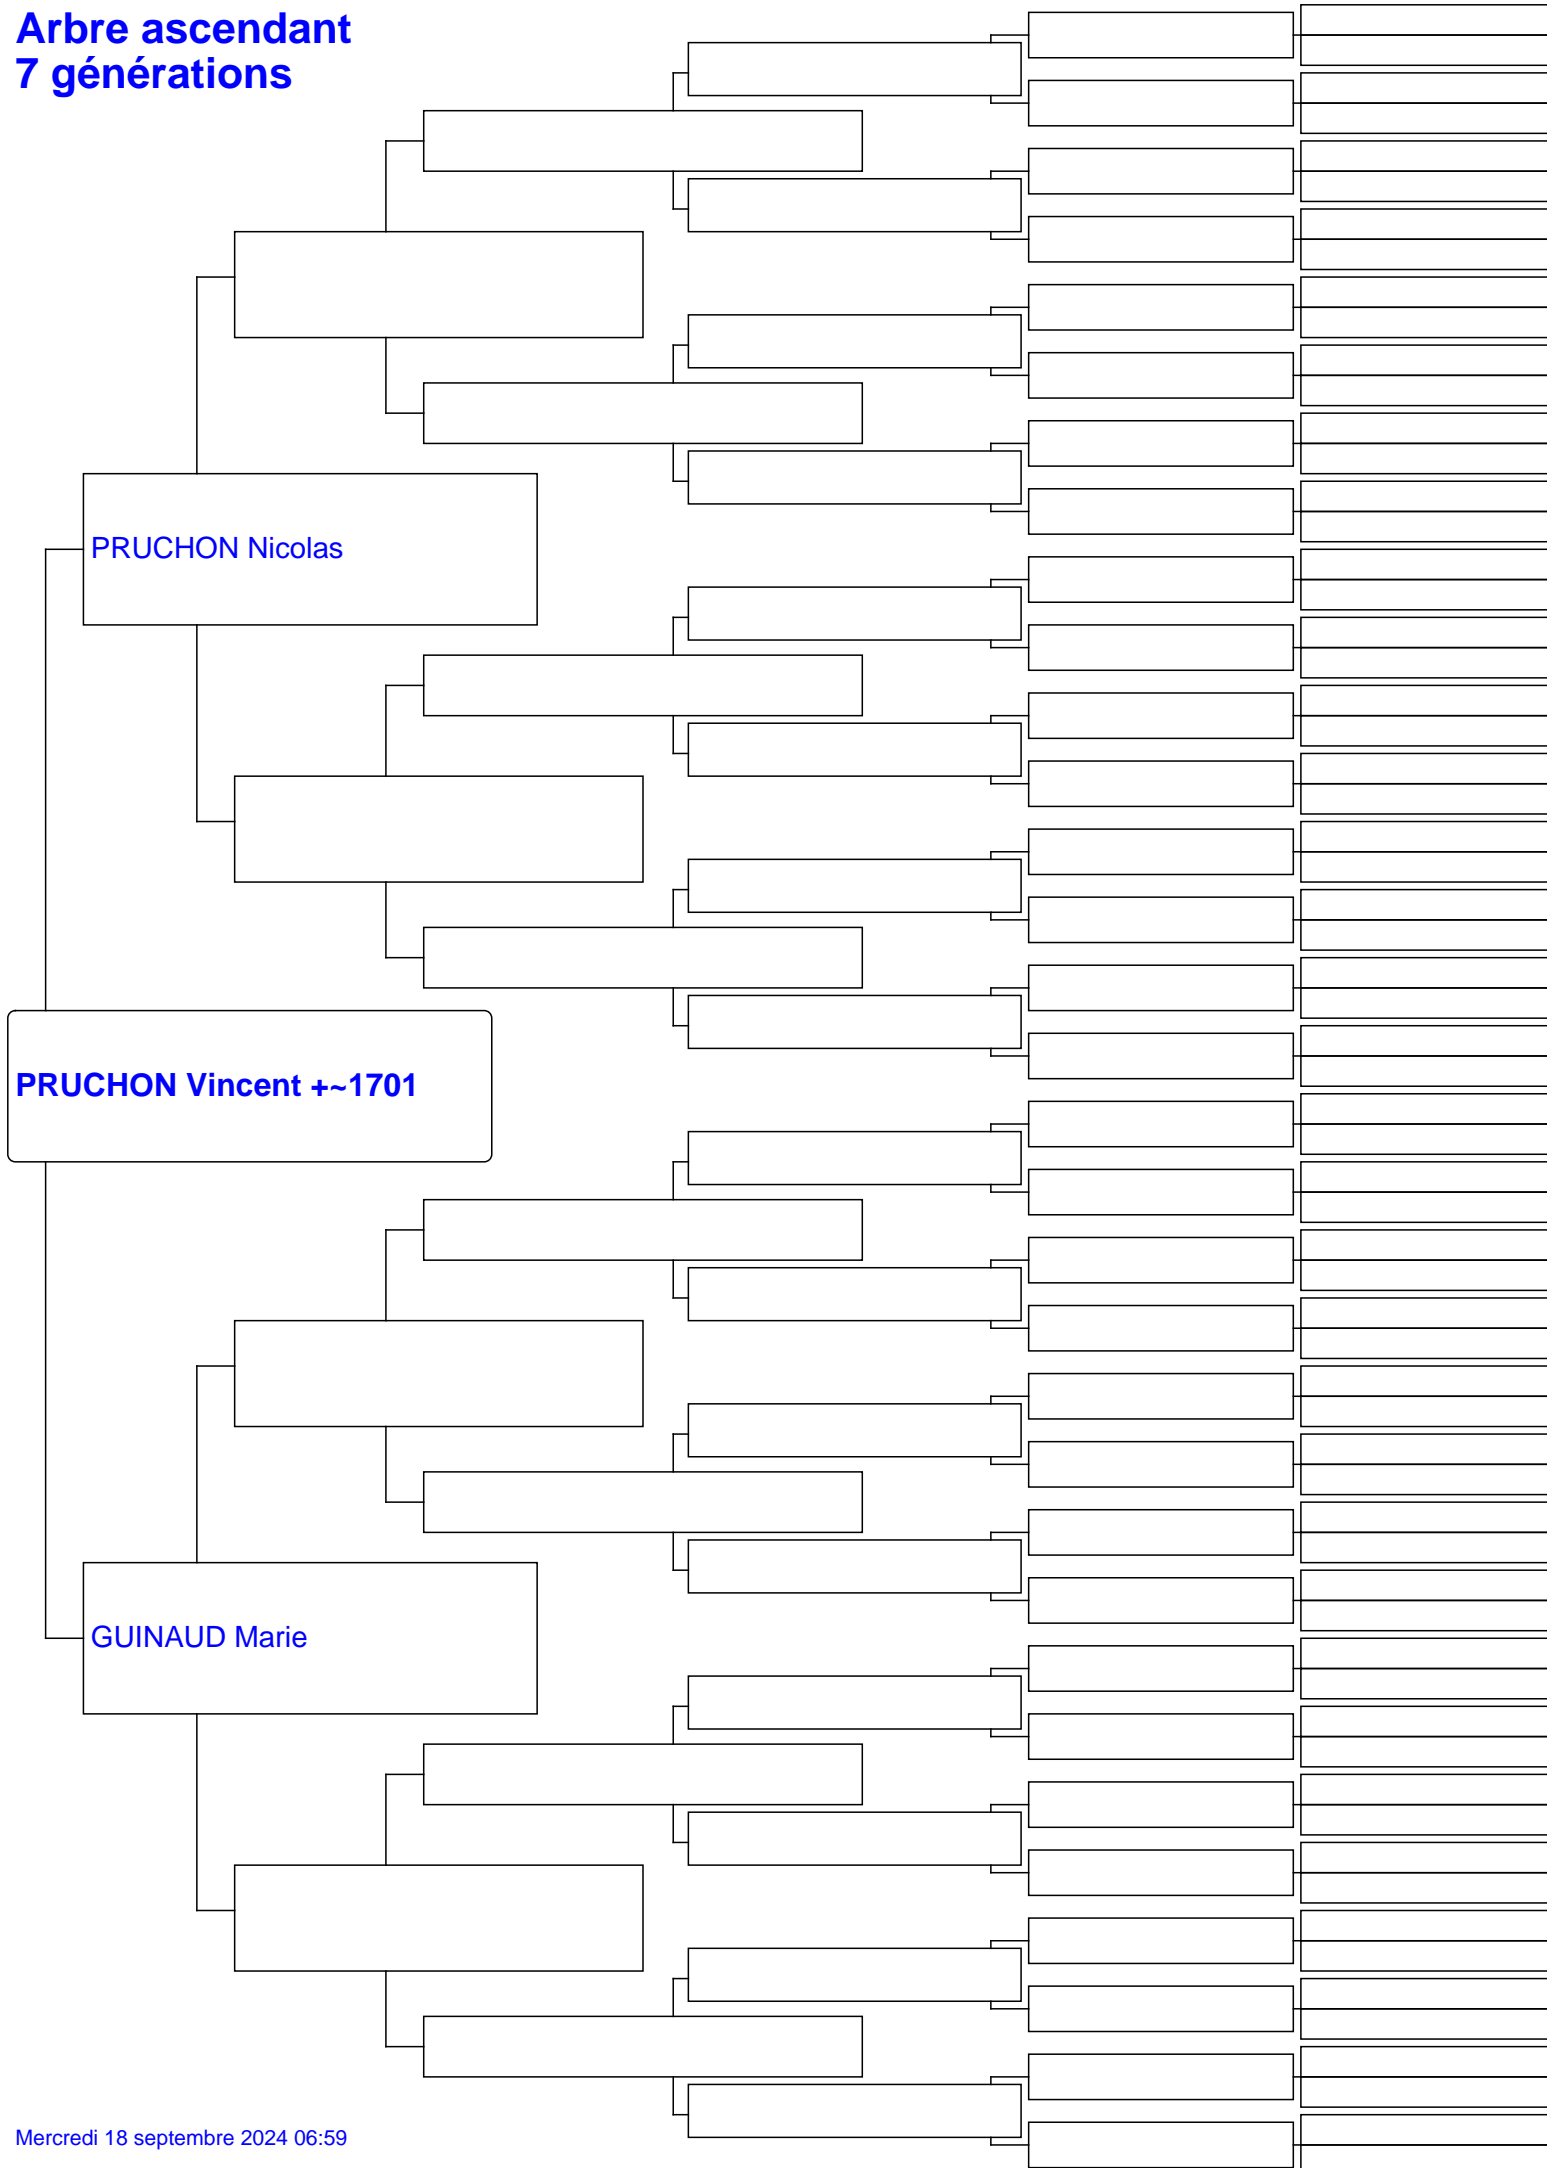 Arbre ascendant
7 générations
PRUCHON Nicolas
PRUCHON Vincent +~1701
GUINAUD Marie
Mercredi 18 septembre 2024 06:59